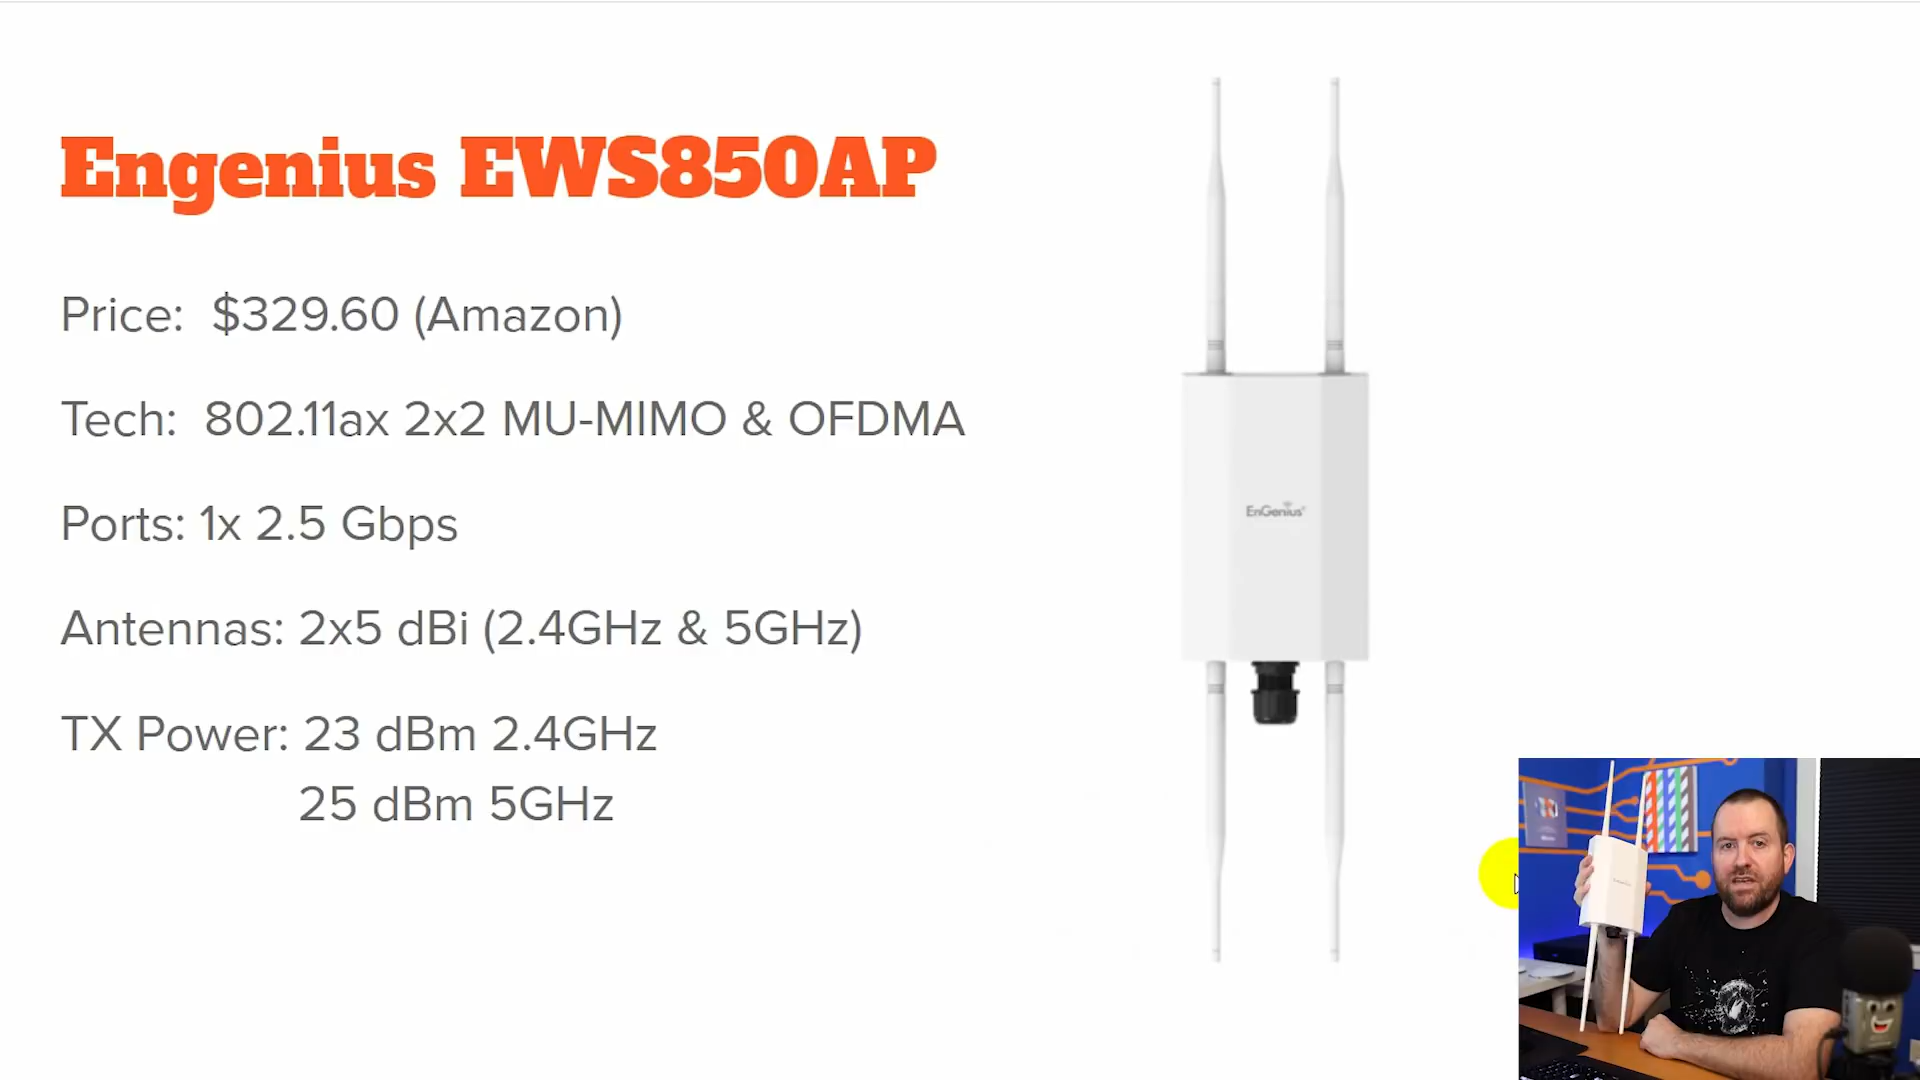 Engenius EWS850AP
Price: $329.60 (Amazon)
Tech: 802.11ax 2x2 MU-MIMO & OFDMA
Ports: 1x 2.5 Gbps
Antennas: 2x5 dBi (2.4GHz & 5GHz)
TX Power: 23 dBm 2.4GHz
25 dBm 5GHz
EnGenius®